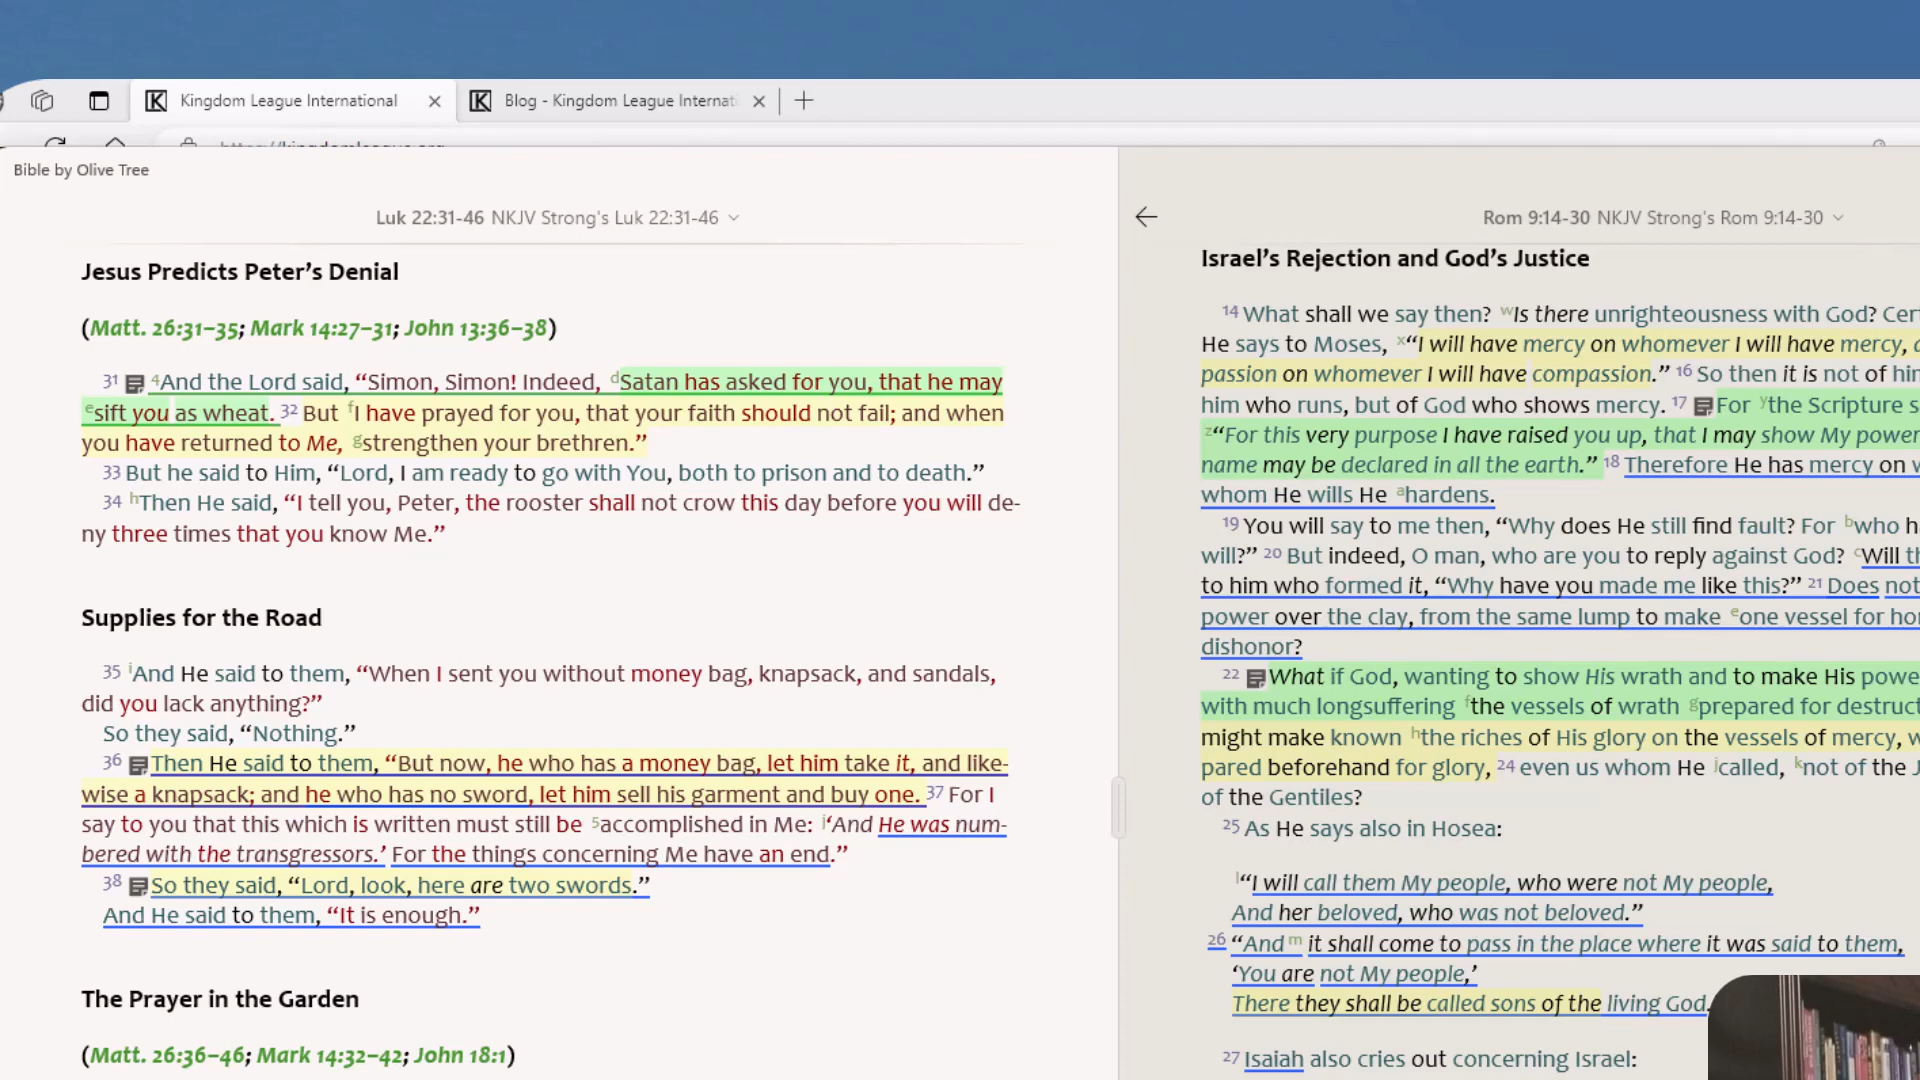 Kingdom League International
Blog - Kingdom League Internati
Bible by Olive Tree
Luk 22:31-46 NKJV Strong's Luk 22:31-46
Jesus Predicts Peter’s Denial
(Matt. 26:31–35; Mark 14:27–31; John 13:36–38)
31 4And the Lord said, “Simon, Simon! Indeed, dSatan has asked for you, that he may
esift you as wheat. 32 But fI have prayed for you, that your faith should not fail; and when
you have returned to Me, gstrengthen your brethren.”
33 But he said to Him, “Lord, I am ready to go with You, both to prison and to death.”
34 hThen He said, “I tell you, Peter, the rooster shall not crow this day before you will de-
ny three times that you know Me.”
Supplies for the Road
35 iAnd He said to them, “When I sent you without money bag, knapsack, and sandals,
did you lack anything?”
So they said, “Nothing.”
36 Then He said to them, “But now, he who has a money bag, let him take it, and like-
wise a knapsack; and he who has no sword, let him sell his garment and buy one. 37 For I
say to you that this which is written must still be 5accomplished in Me: j‘And He was num-
bered with the transgressors.’ For the things concerning Me have an end.”
38 So they said, “Lord, look, here are two swords.”
And He said to them, “It is enough.”
The Prayer in the Garden
(Matt. 26:36–46; Mark 14:32–42; John 18:1)
Rom 9:14-30 NKJV Strong's Rom 9:14-30
Israel’s Rejection and God’s Justice
14 What shall we say then? wIs there unrighteousness with God? Cer
He says to Moses, x“I will have mercy on whomever I will have mercy,
passion on whomever I will have compassion.” 16 So then it is not of him
him who runs, but of God who shows mercy. 17 For ythe Scripture s
z“For this very purpose I have raised you up, that I may show My power
name may be declared in all the earth.” 18 Therefore He has mercy on w
whom He wills He ahardens.
19 You will say to me then, “Why does He still find fault? For bwho h
will?” 20 But indeed, O man, who are you to reply against God? cWill th
to him who formed it, “Why have you made me like this?” 21 Does not
power over the clay, from the same lump to make eone vessel for ho
dishonor?
22 What if God, wanting to show His wrath and to make His powe
with much longsuffering fthe vessels of wrath gprepared for destruct
might make known hthe riches of His glory on the vessels of mercy, w
pared beforehand for glory, 24 even us whom He jcalled, knot of the J
of the Gentiles?
25 As He says also in Hosea:
l“I will call them My people, who were not My people,
And her beloved, who was not beloved.”
26 “And m it shall come to pass in the place where it was said to them,
‘You are not My people,’
There they shall be called sons of the living God.
27 Isaiah also cries out concerning Israel: